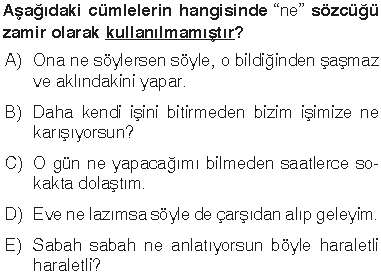 Aşağıdaki cümlelerin hangisinde “ne” sözcüğü
zamir olarak kullanılmamıştır?
A) Ona ne söylersen söyle, o bildiğinden şaşmaz
ve aklındakini yapar.
B) Daha kendi işini bitirmeden bizim işimize ne
karışıyorsun?
C) O gün ne yapacağımı bilmeden saatlerce so-
kakta dolaştım.
D) Eve ne lazımsa söyle de çarşıdan alıp geleyim.
E) Sabah sabah ne anlatıyorsun böyle haraletli
haraletli?